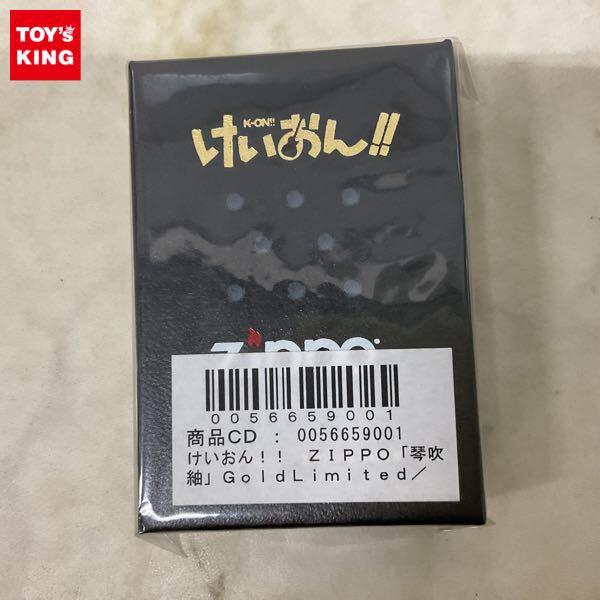 TOY's
KING
K-ON!!
けいおん!!
zippo
0056659001
商品CD : 0056659001
けいおん!! ZIPPO「琴吹
紬」GoldLimited/